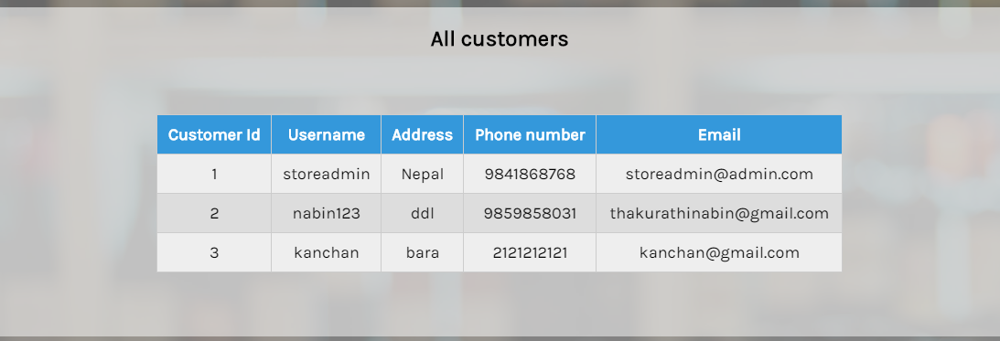 All customers
Customer Id Username Address Phone number Email
1 storeadmin Nepal 9841868768 storeadmin@admin.com
2 nabin123 ddl 9859858031 thakurathinabin@gmail.com
3 kanchan bara 2121212121 kanchan@gmail.com